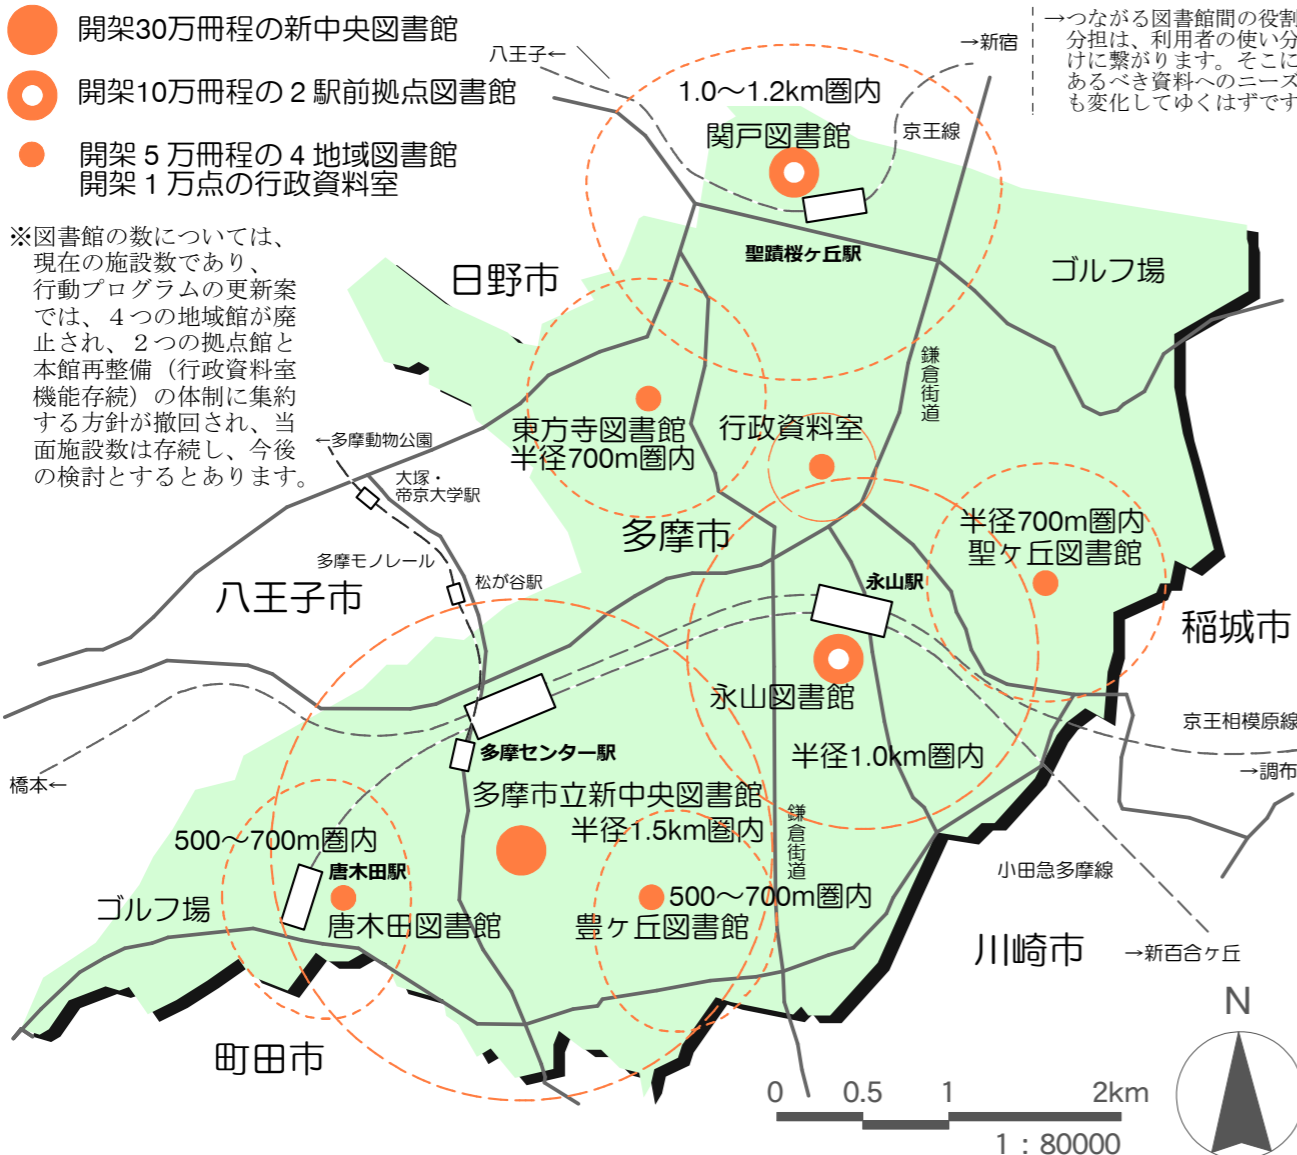 開架30万冊程の新中央図書館
開架10万冊程の２駅前拠点図書館
開架５万冊程の４地域図書館
開架１万点の行政資料室
※図書館の数については、
現在の施設数であり、
行動プログラムの更新案
では、４つの地域館が廃
止され、２つの拠点館と
本館再整備（行政資料室
機能存続）の体制に集約
する方針が撤回され、当
面施設数は存続し、今後
の検討とするとあります。
→つながる図書館間の役割
分担は、利用者の使い分
けに繋がります。そこに
あるべき資料へのニーズ
も変化してゆくはずです
八王子←
→新宿
1.0〜1.2km圏内
関戸図書館
京王線
聖蹟桜ヶ丘駅
ゴルフ場
日野市
鎌倉街道
東方寺図書館
半径700m圏内
行政資料室
←多摩動物公園
大塚・
帝京大学駅
多摩市
半径700m圏内
聖ヶ丘図書館
多摩モノレール
松が谷駅
八王子市
永山駅
稲城市
永山図書館
京王相模原線
多摩センター駅
半径1.0km圏内
→調布
橋本←
多摩市立新中央図書館
半径1.5km圏内
鎌倉街道
500〜700m圏内
唐木田駅
小田急多摩線
500〜700m圏内
ゴルフ場
唐木田図書館
豊ヶ丘図書館
川崎市
→新百合ヶ丘
町田市
N
0 0.5 1 2km
1：80000